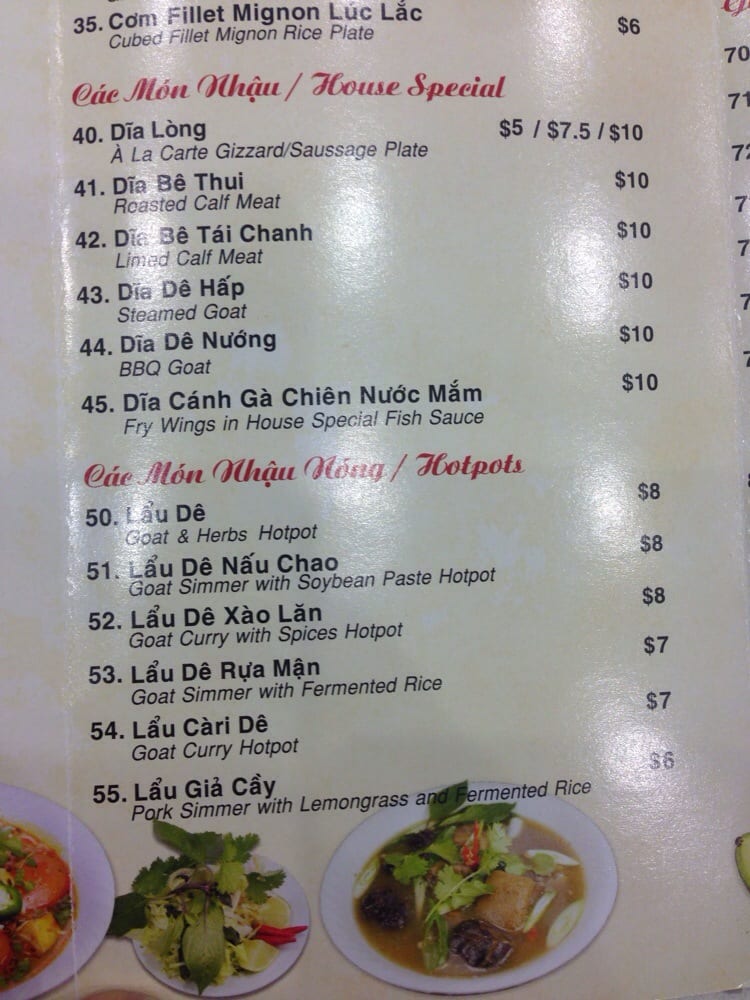 35. Cơm Fillet Mignon Lúc Lắc $6
Cubed Fillet Mignon Rice Plate
Các Món Nhậu / House Special
40. Dĩa Lòng $5 / $7.5 / $10
À La Carte Gizzard/Saussage Plate
41. Dĩa Bê Thui $10
Roasted Calf Meat
42. Dĩa Bê Tái Chanh $10
Limed Calf Meat
43. Dĩa Dê Hấp $10
Steamed Goat
44. Dĩa Dê Nướng $10
BBQ Goat
45. Dĩa Cánh Gà Chiên Nước Mắm $10
Fry Wings in House Special Fish Sauce
Các Món Nhậu Nóng / Hotpots
50. Lẩu Dê $8
Goat & Herbs Hotpot
51. Lẩu Dê Nấu Chao $8
Goat Simmer with Soybean Paste Hotpot
52. Lẩu Dê Xào Lăn $8
Goat Curry with Spices Hotpot
53. Lẩu Dê Rựa Mận $7
Goat Simmer with Fermented Rice
54. Lẩu Càri Dê $7
Goat Curry Hotpot
55. Lẩu Giả Cầy $6
Pork Simmer with Lemongrass and Fermented Rice
70
71